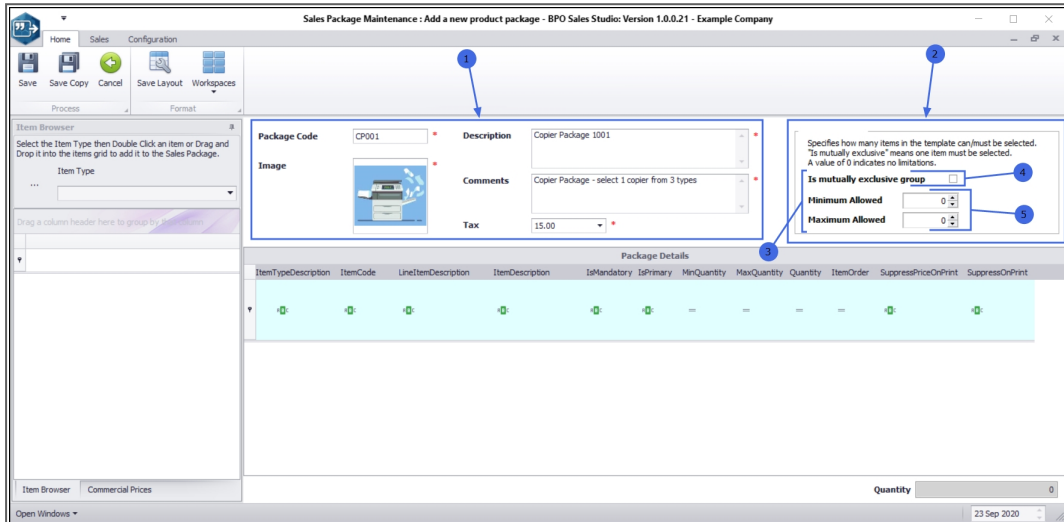 Sales Package Maintenance : Add a new product package - BPO Sales Studio: Version 1.0.0.21 - Example Company
Home Sales Configuration
Save Save Copy Cancel Save Layout Workspaces
Process Format
1
2
Item Browser
Select the Item Type then Double Click an item or Drag and
Drop it into the items grid to add it to the Sales Package.
Item Type
...
Drag a column header here to group by that column
Package Code CP001 *
Image *
Description Copier Package 1001 *
Comments Copier Package - select 1 copier from 3 types *
Tax 15.00 *
Specifies how many items in the template can/must be selected.
"Is mutually exclusive" means one item must be selected.
A value of 0 indicates no limitations.
Is mutually exclusive group
4
Minimum Allowed 0
Maximum Allowed 0
5
3
Package Details
ItemTypeDescription ItemCode LineItemDescription ItemDescription IsMandatory IsPrimary MinQuantity MaxQuantity Quantity ItemOrder SuppressPriceOnPrint SuppressOnPrint
Item Browser Commercial Prices
Quantity 0
Open Windows
23 Sep 2020